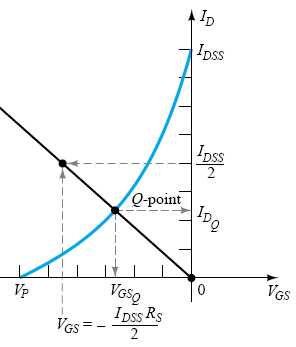 I_D
I_DSS
I_DSS
2
Q-point
I_DQ
V_P
V_GSQ
0
V_GS
V_GS = - I_DSS R_S
2